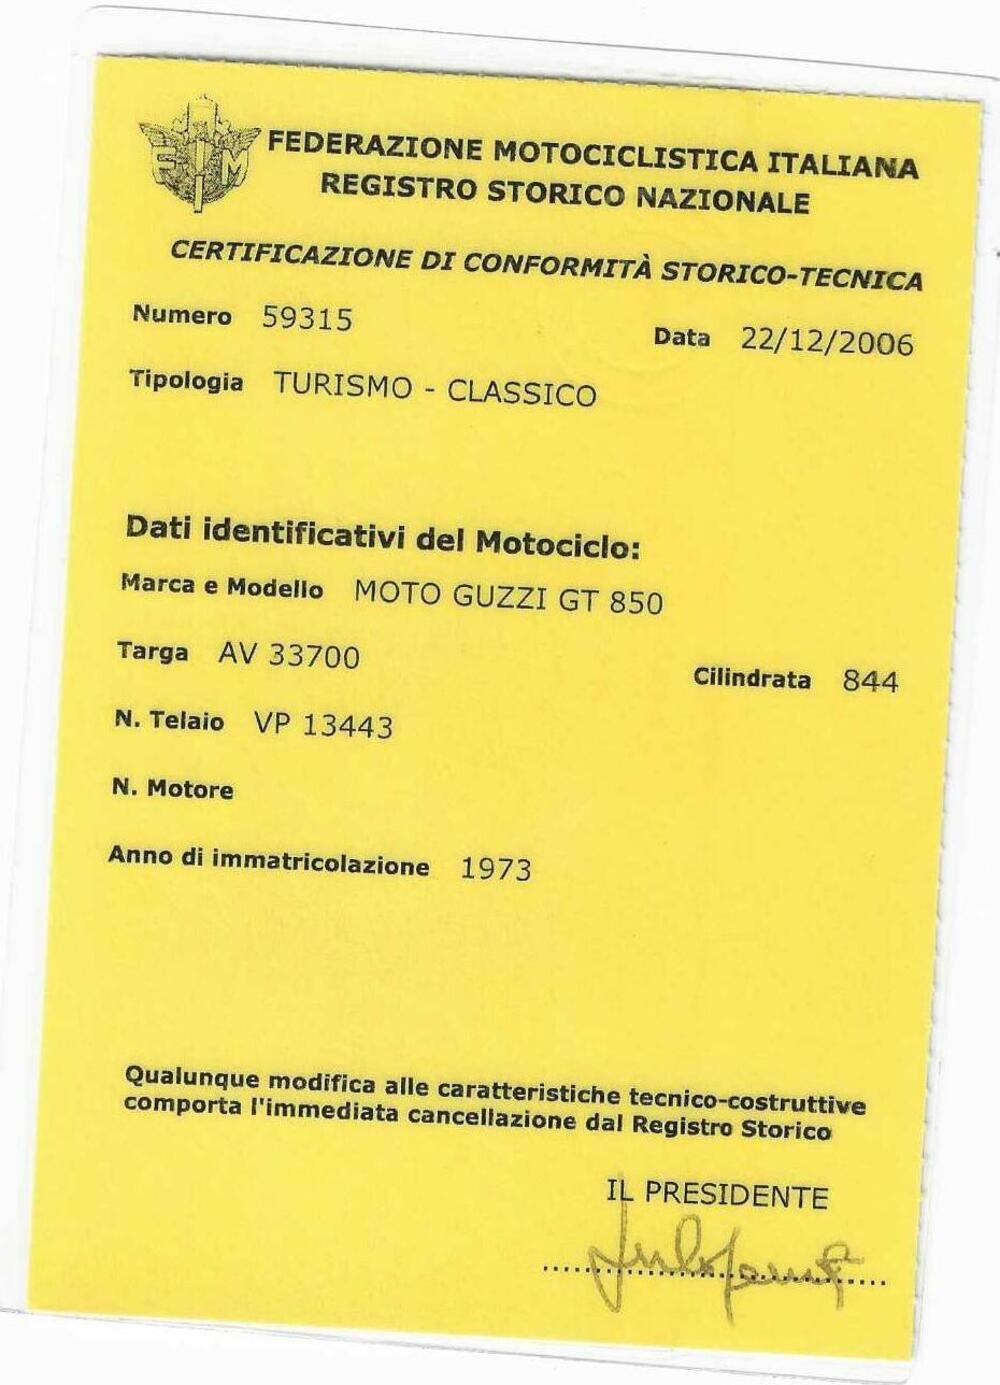 FIM
FEDERAZIONE MOTOCICLISTICA ITALIANA
REGISTRO STORICO NAZIONALE
CERTIFICAZIONE DI CONFORMITÀ STORICO-TECNICA
Numero 59315
Data 22/12/2006
Tipologia TURISMO - CLASSICO
Dati identificativi del Motociclo:
Marca e Modello MOTO GUZZI GT 850
Targa AV 33700
Cilindrata 844
N. Telaio VP 13443
N. Motore
Anno di immatricolazione 1973
Qualunque modifica alle caratteristiche tecnico-costruttive
comporta l'immediata cancellazione dal Registro Storico
IL PRESIDENTE